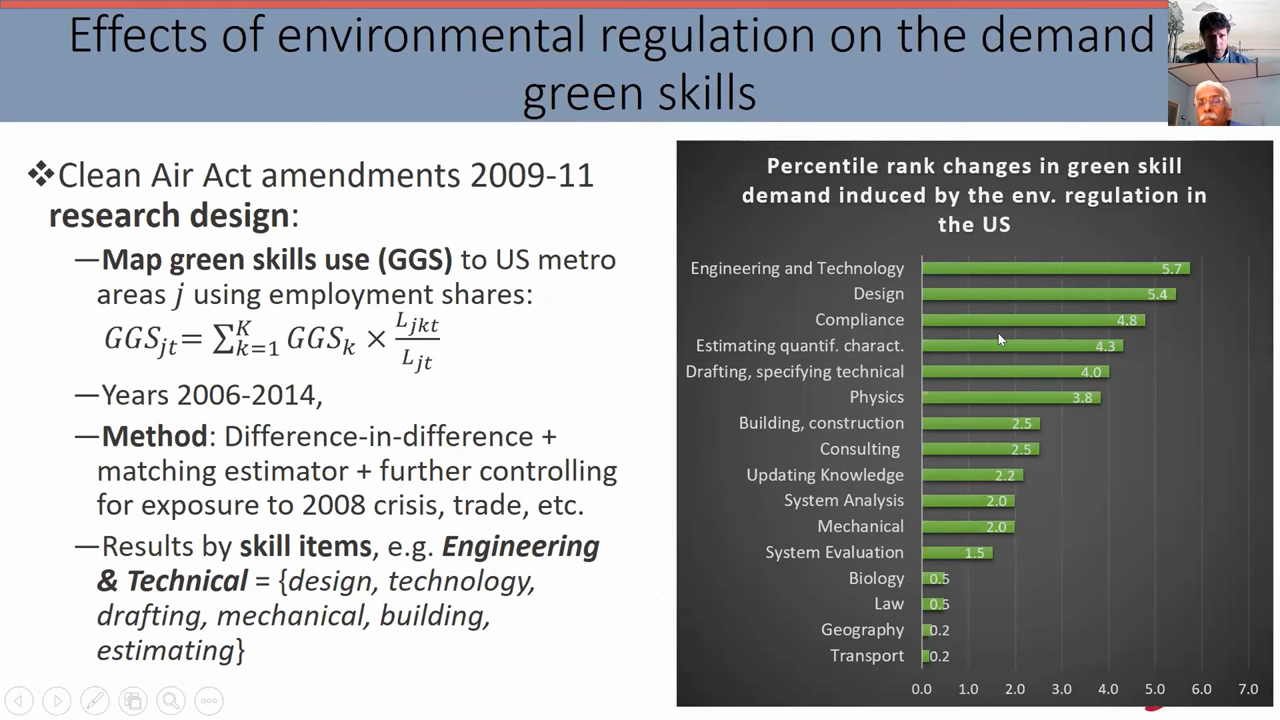 Effects of environmental regulation on the demand
green skills
❖Clean Air Act amendments 2009-11
research design:
—Map green skills use (GGS) to US metro
areas j using employment shares:
GGS_jt= ∑_{k=1}^{K} GGS_k × L_jkt / L_jt
—Years 2006-2014,
—Method: Difference-in-difference +
matching estimator + further controlling
for exposure to 2008 crisis, trade, etc.
—Results by skill items, e.g. Engineering
& Technical = {design, technology,
drafting, mechanical, building,
estimating}
Percentile rank changes in green skill
demand induced by the env. regulation in
the US
Engineering and Technology 5.7
Design 5.4
Compliance 4.8
Estimating quantif. charact. 4.3
Drafting, specifying technical 4.0
Physics 3.8
Building, construction 2.5
Consulting 2.5
Updating Knowledge 2.2
System Analysis 2.0
Mechanical 2.0
System Evaluation 1.5
Biology 0.5
Law 0.5
Geography 0.2
Transport 0.2
0.0 1.0 2.0 3.0 4.0 5.0 6.0 7.0